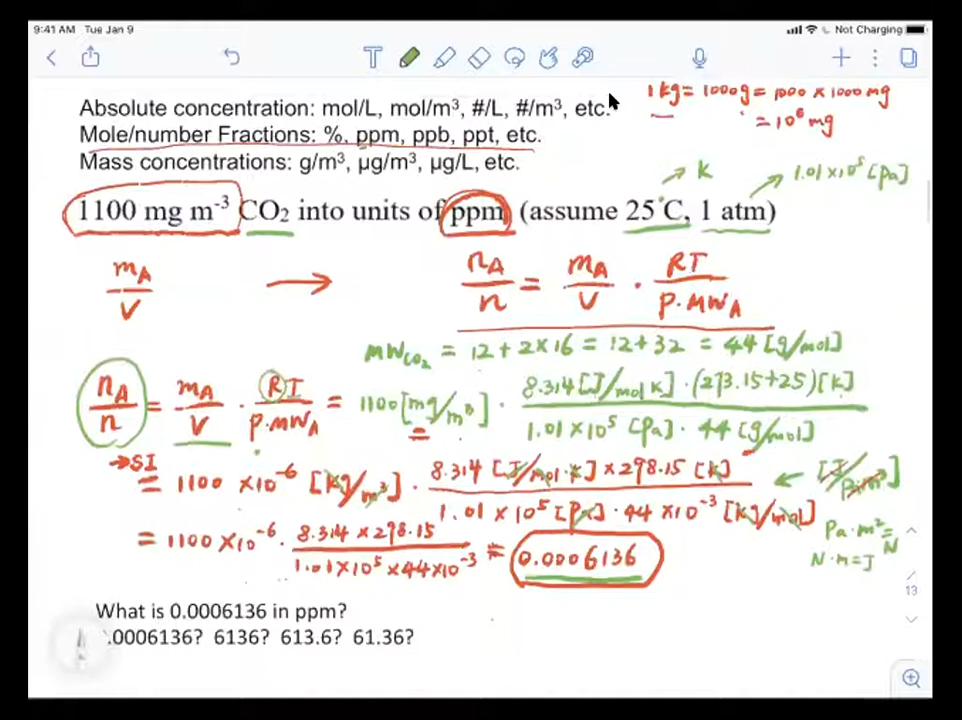 9:41 AM Tue Jan 9
Not Charging
Absolute concentration: mol/L, mol/m³, #/L, #/m³, etc.
1 kg = 1000 g = 1000 × 1000 mg
= 10⁶ mg
Mole/number Fractions: %, ppm, ppb, ppt, etc.
Mass concentrations: g/m³, µg/m³, µg/L, etc.
→ K
→ 1.01 ×10⁵ [Pa]
1100 mg m⁻³ CO₂ into units of ppm (assume 25°C, 1 atm)
m_A/V → n_A/n = m_A/V · RT/P·MW_A
MW_CO₂ = 12 + 2×16 = 12+32 = 44 [g/mol]
n_A/n = m_A/V · RT/P·MW_A = 1100 [mg/m³] · 8.314 [J/mol K] · (273.15+25) [K] / 1.01 ×10⁵ [Pa] · 44 [g/mol]
→SI
= 1100 ×10⁻⁶ [kg/m³] · 8.314 [J/mol·K] × 298.15 [K] / 1.01 ×10⁵ [Pa] · 44 ×10⁻³ [kg/mol] ← [J/Pa·m³]
= 1100 ×10⁻⁶ · 8.314 × 298.15 / 1.01×10⁵ ×44×10⁻³ = 0.0006136
Pa·m² = N
N·m = J
13
What is 0.0006136 in ppm?
.0006136? 6136? 613.6? 61.36?